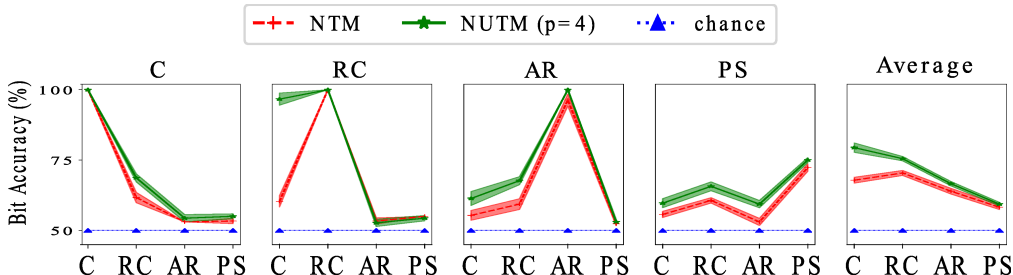 NTM NUTM (p=4) chance
C RC AR PS Average
Bit Accuracy (%)
100
75
50
C RC AR PS C RC AR PS C RC AR PS C RC AR PS C RC AR PS